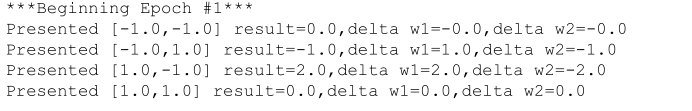 ***Beginning Epoch #1***
Presented [-1.0,-1.0] result=0.0,delta w1=-0.0,delta w2=-0.0
Presented [-1.0,1.0] result=-1.0,delta w1=1.0,delta w2=-1.0
Presented [1.0,-1.0] result=2.0,delta w1=2.0,delta w2=-2.0
Presented [1.0,1.0] result=0.0,delta w1=0.0,delta w2=0.0